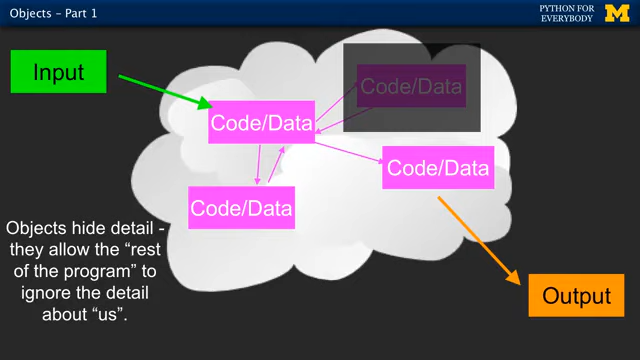 Objects – Part 1
PYTHON FOR
EVERYBODY
M
Input
Code/Data
Code/Data
Code/Data
Code/Data
Objects hide detail -
they allow the “rest
of the program” to
ignore the detail
about “us”.
Output